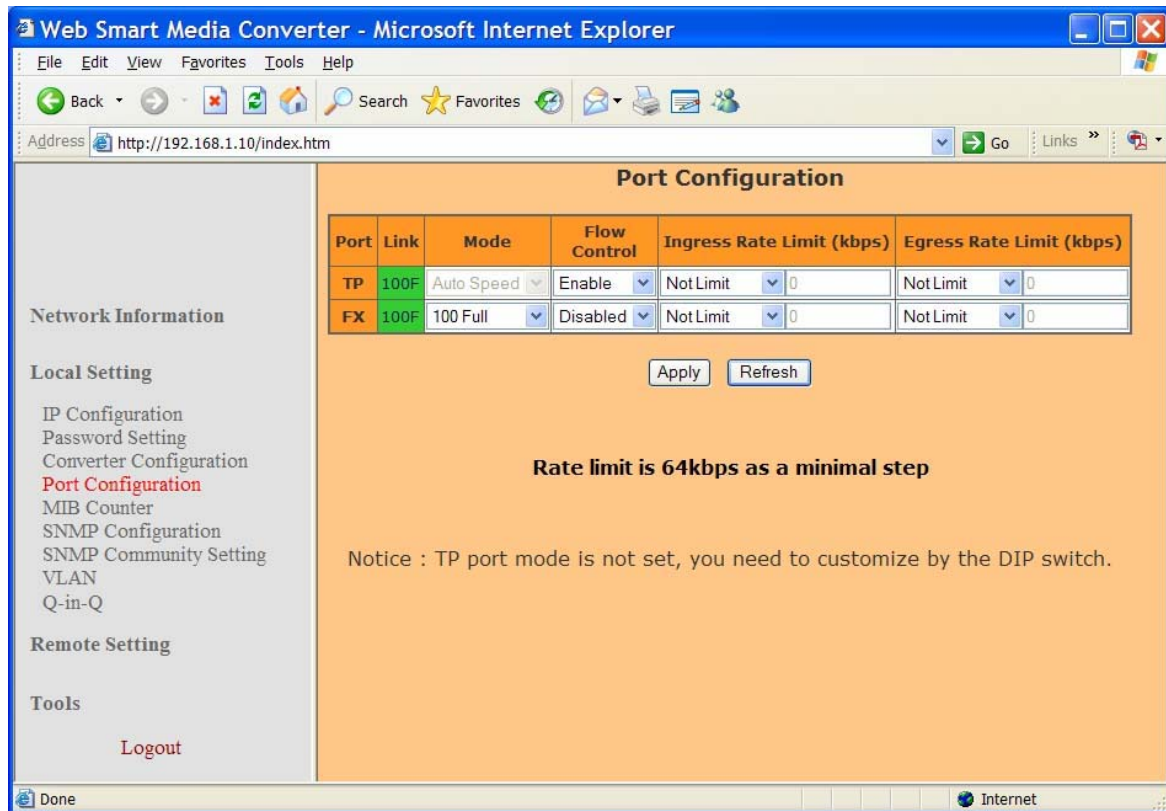 Web Smart Media Converter - Microsoft Internet Explorer
File Edit View Favorites Tools Help
Back Search Favorites
Address http://192.168.1.10/index.htm Go Links »
Port Configuration
Port Link Mode Flow Control Ingress Rate Limit (kbps) Egress Rate Limit (kbps)
TP 100F Auto Speed Enable Not Limit 0 Not Limit 0
FX 100F 100 Full Disabled Not Limit 0 Not Limit 0
Apply Refresh
Rate limit is 64kbps as a minimal step
Notice : TP port mode is not set, you need to customize by the DIP switch.
Network Information
Local Setting
IP Configuration
Password Setting
Converter Configuration
Port Configuration
MIB Counter
SNMP Configuration
SNMP Community Setting
VLAN
Q-in-Q
Remote Setting
Tools
Logout
Done Internet